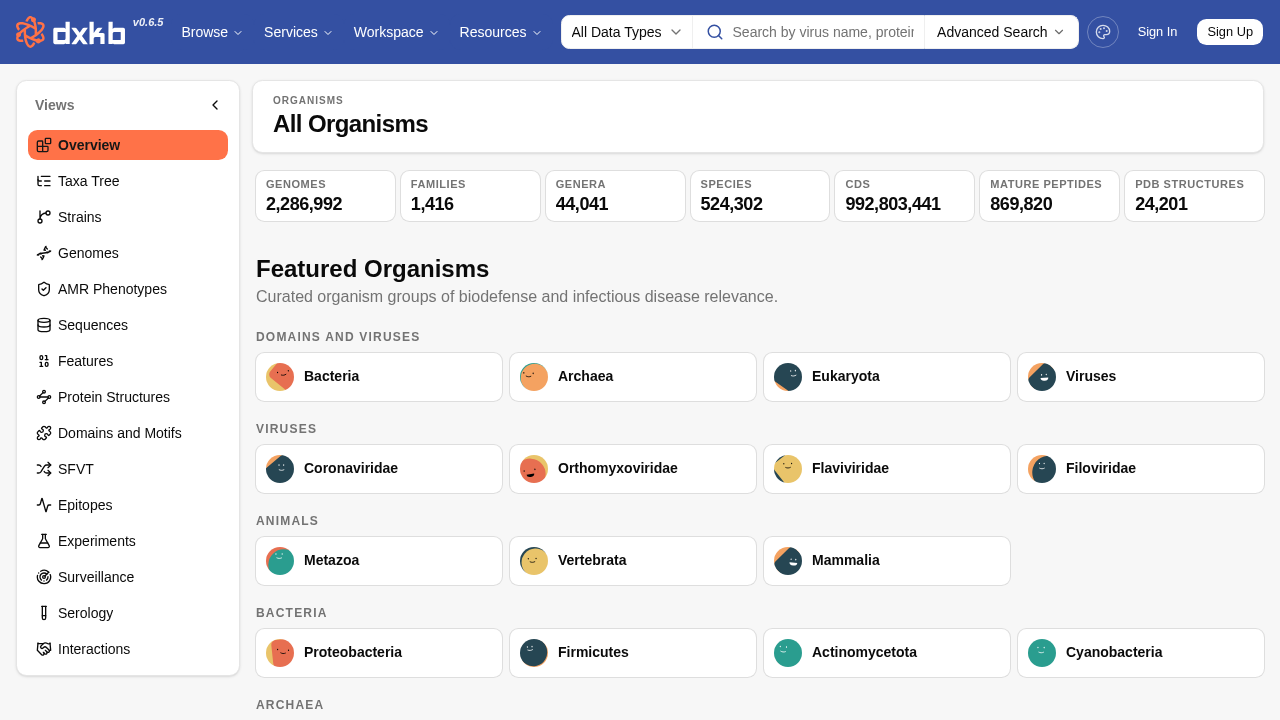 dxkb v0.6.5 Browse Services Workspace Resources All Data Types Search by virus name, protein Advanced Search Sign In Sign Up
Views
Overview
Taxa Tree
Strains
Genomes
AMR Phenotypes
Sequences
Features
Protein Structures
Domains and Motifs
SFVT
Epitopes
Experiments
Surveillance
Serology
Interactions
ORGANISMS
All Organisms
GENOMES FAMILIES GENERA SPECIES CDS MATURE PEPTIDES PDB STRUCTURES
2,286,992 1,416 44,041 524,302 992,803,441 869,820 24,201
Featured Organisms
Curated organism groups of biodefense and infectious disease relevance.
DOMAINS AND VIRUSES
Bacteria Archaea Eukaryota Viruses
VIRUSES
Coronaviridae Orthomyxoviridae Flaviviridae Filoviridae
ANIMALS
Metazoa Vertebrata Mammalia
BACTERIA
Proteobacteria Firmicutes Actinomycetota Cyanobacteria
ARCHAEA